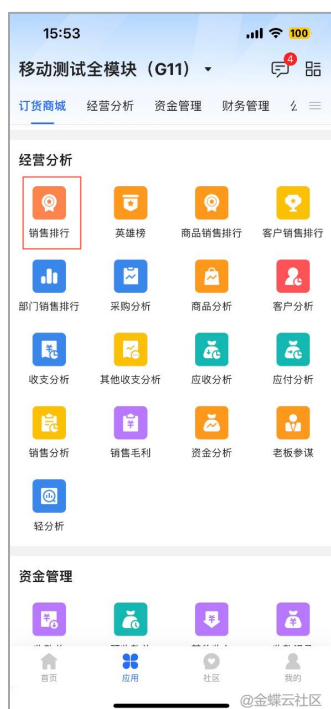 15:53
100
移动测试全模块（G11）
4
订货商城 经营分析 资金管理 财务管理
经营分析
销售排行 英雄榜 商品销售排行 客户销售排行
部门销售排行 采购分析 商品分析 客户分析
收支分析 其他收支分析 应收分析 应付分析
销售分析 销售毛利 资金分析 老板参谋
轻分析
资金管理
首页 应用 社区 我的
@金蝶云社区